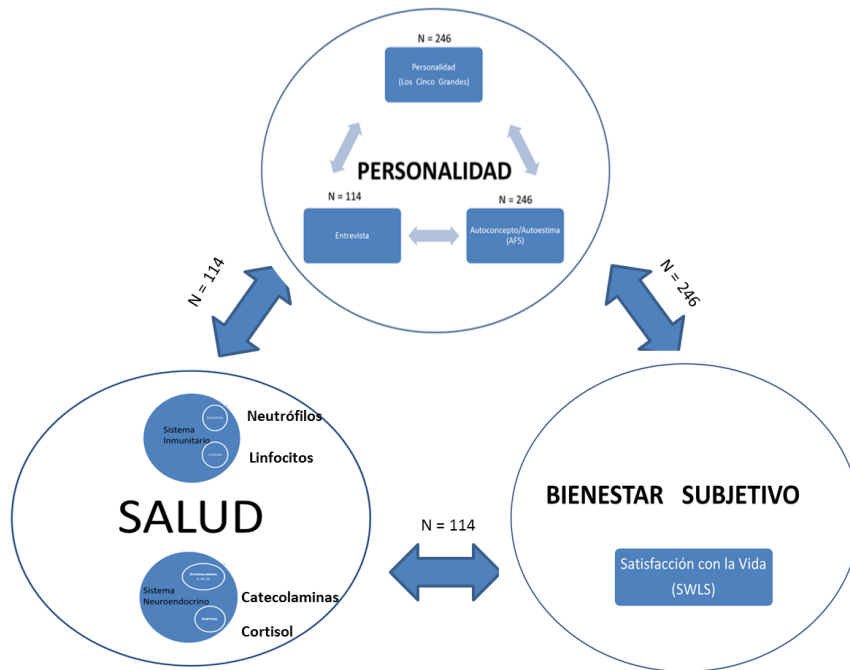 N = 246
Personalidad
(Los Cinco Grandes)
PERSONALIDAD
N = 114
N = 246
Entrevista
Autoconcepto/Autoestima
(AF5)
N = 114
N = 246
Neutrófilos
Sistema
Inmunitario
Linfocitos
SALUD
N = 114
BIENESTAR SUBJETIVO
Satisfacción con la Vida
(SWLS)
Sistema
Neuroendocrino
Catecolaminas
Cortisol